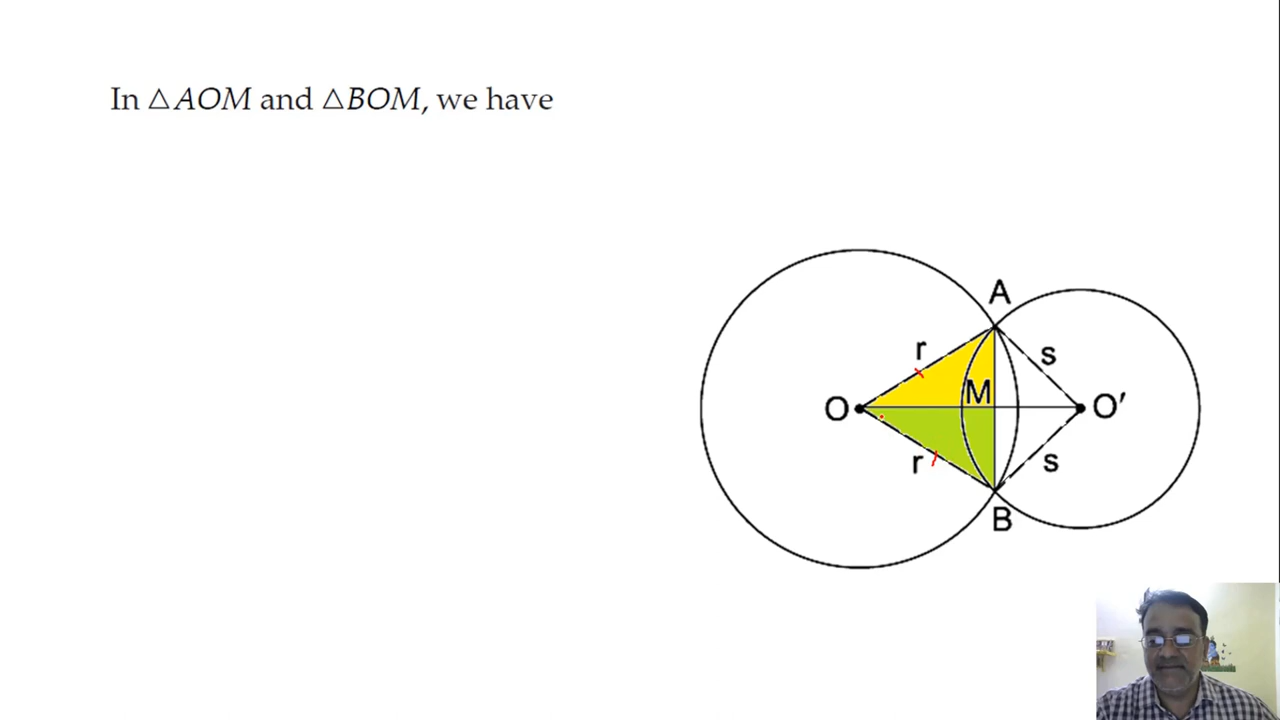 In △AOM and △BOM, we have
A
r
s
M
O
O′
r
s
B